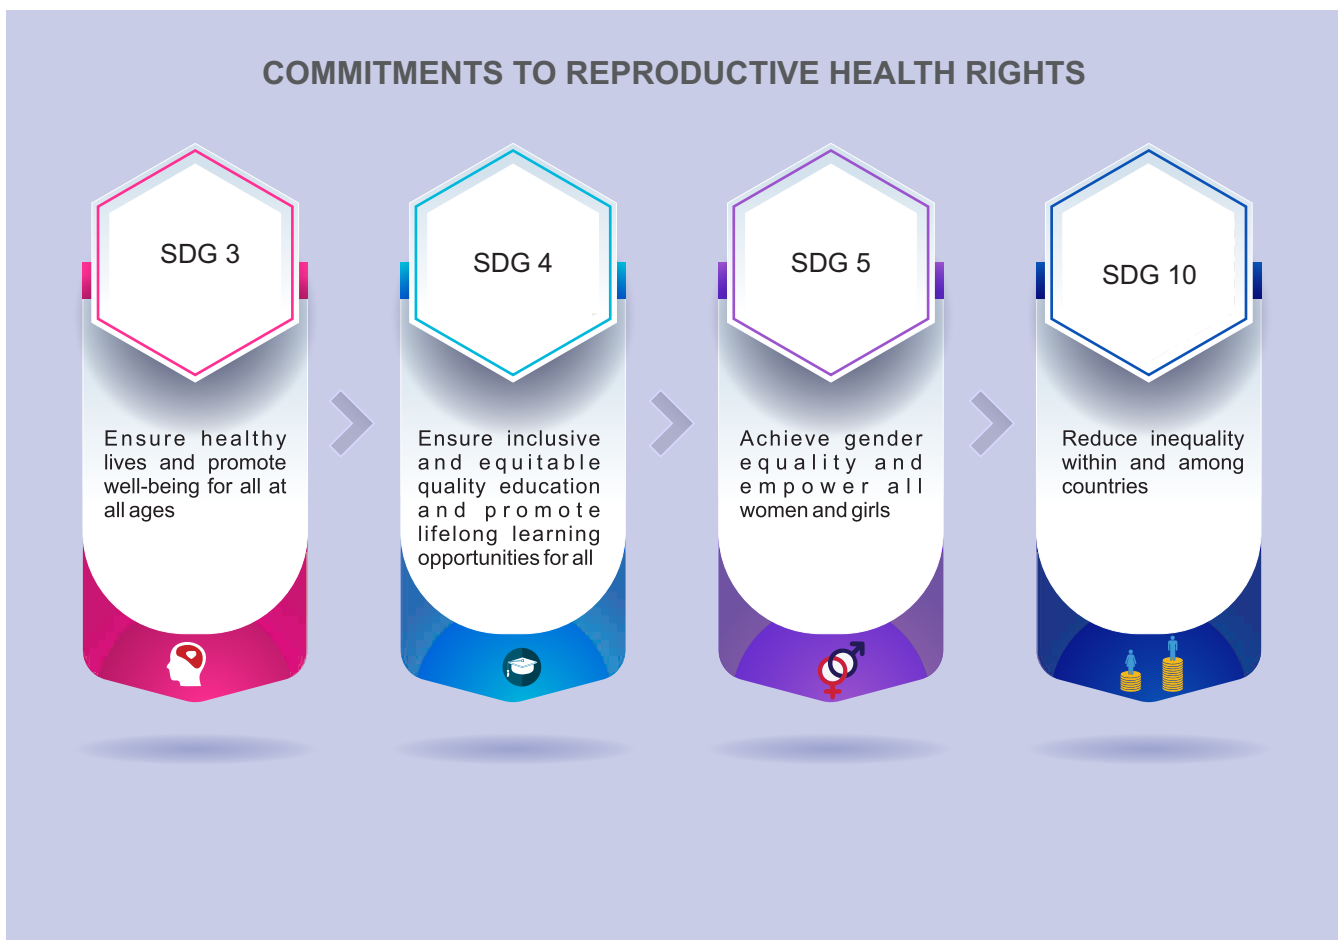 COMMITMENTS TO REPRODUCTIVE HEALTH RIGHTS
SDG 3
Ensure healthy
lives and promote
well-being for all at
all ages
SDG 4
Ensure inclusive
and equitable
quality education
and promote
lifelong learning
opportunities for all
SDG 5
Achieve gender
equality and
empower all
women and girls
SDG 10
Reduce inequality
within and among
countries